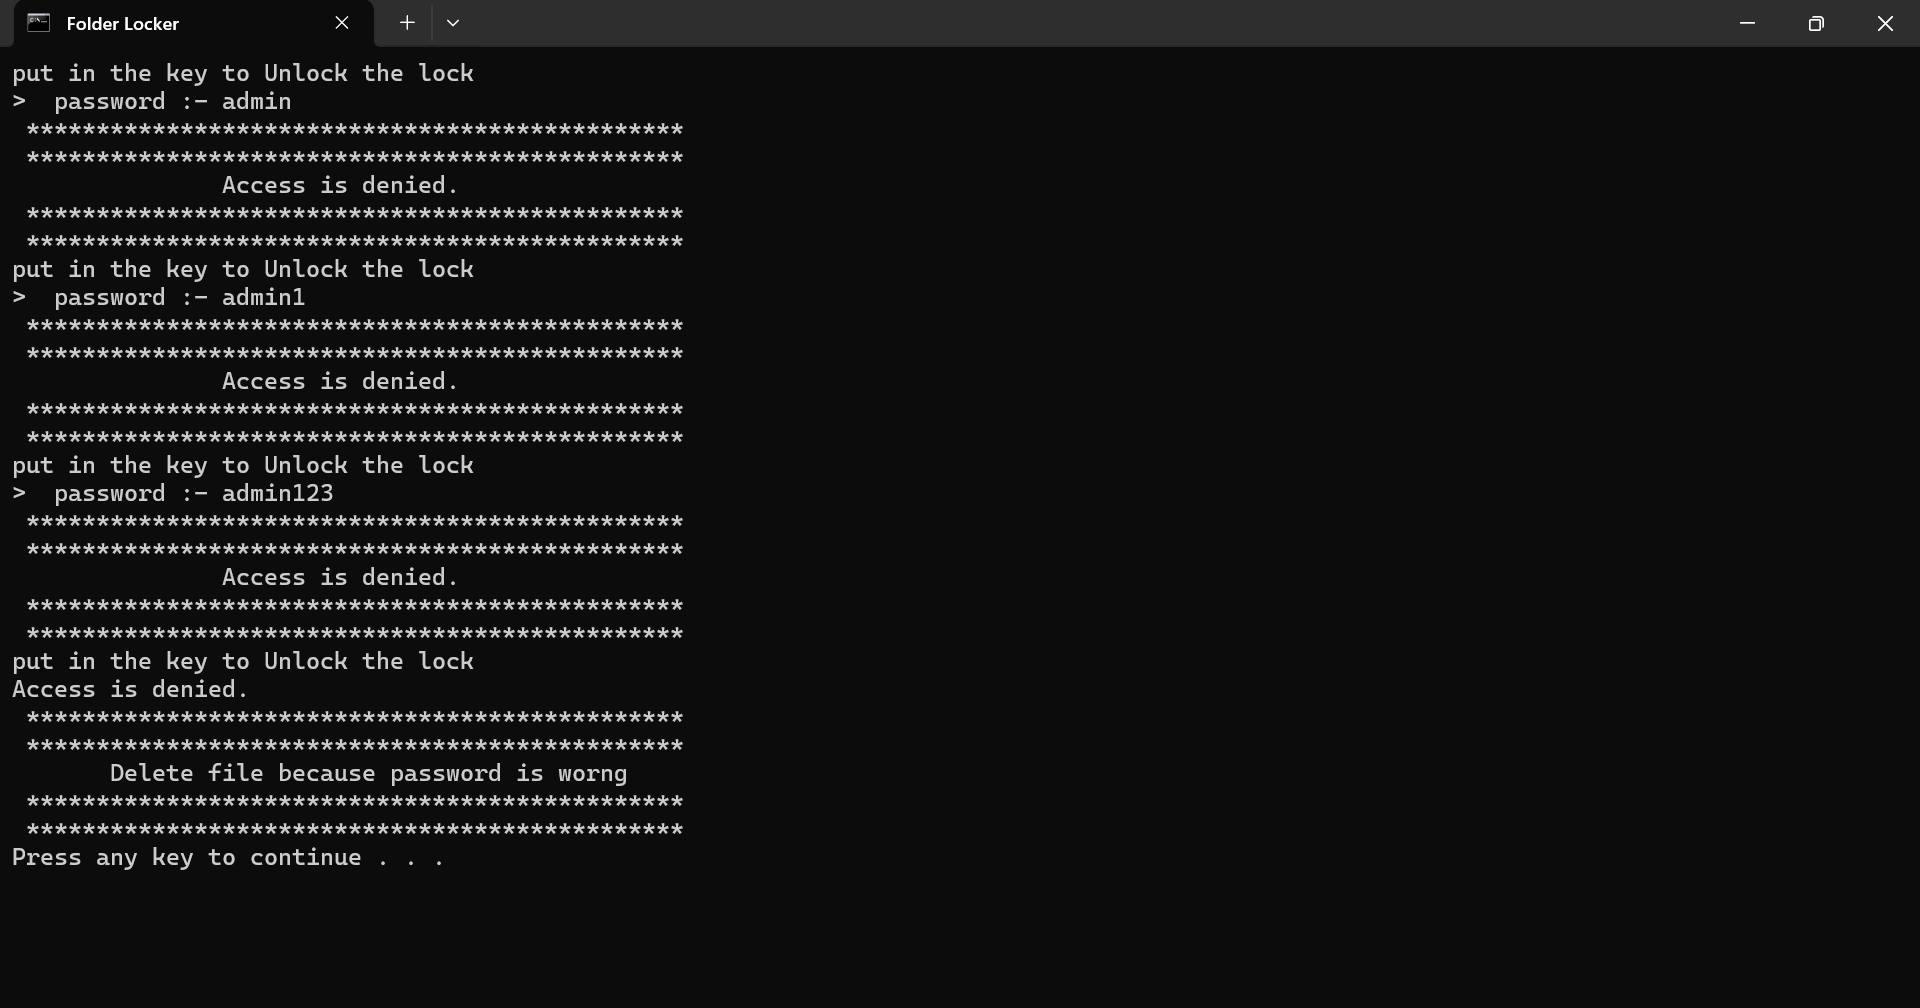 Folder Locker
put in the key to Unlock the lock
>  password :- admin
***********************************************
***********************************************
Access is denied.
***********************************************
***********************************************
put in the key to Unlock the lock
>  password :- admin1
***********************************************
***********************************************
Access is denied.
***********************************************
***********************************************
put in the key to Unlock the lock
>  password :- admin123
***********************************************
***********************************************
Access is denied.
***********************************************
***********************************************
put in the key to Unlock the lock
Access is denied.
***********************************************
***********************************************
Delete file because password is worng
***********************************************
***********************************************
Press any key to continue . . .